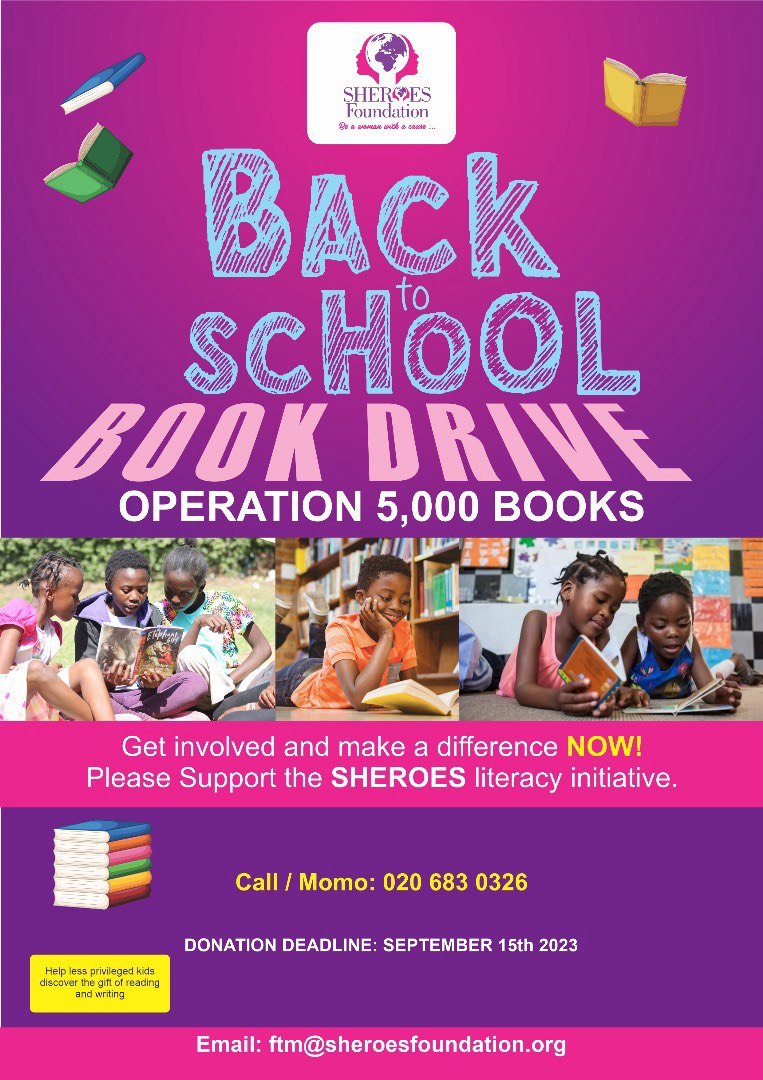 SHEROES
Foundation
Be a woman with a cause ...
BACK
to
SCHOOL
BOOK DRIVE
OPERATION 5,000 BOOKS
Elephants
Get involved and make a difference NOW!
Please Support the SHEROES literacy initiative.
Call / Momo: 020 683 0326
DONATION DEADLINE: SEPTEMBER 15th 2023
Help less privileged kids
discover the gift of reading
and writing
Email: ftm@sheroesfoundation.org